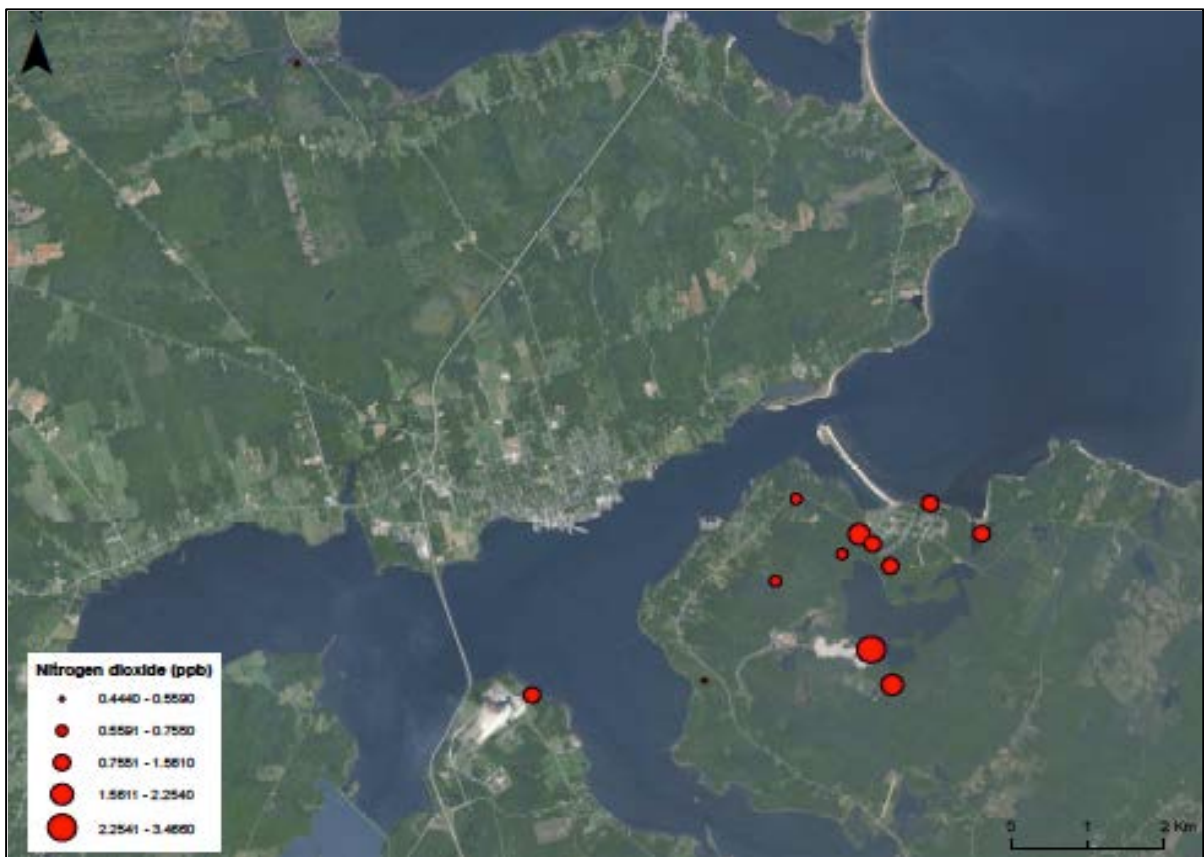 N
Nitrogen dioxide (ppb)
0.4440 - 0.5590
0.5591 - 0.7550
0.7551 - 1.5610
1.5611 - 2.2540
2.2541 - 3.4660
0 1 2 Km